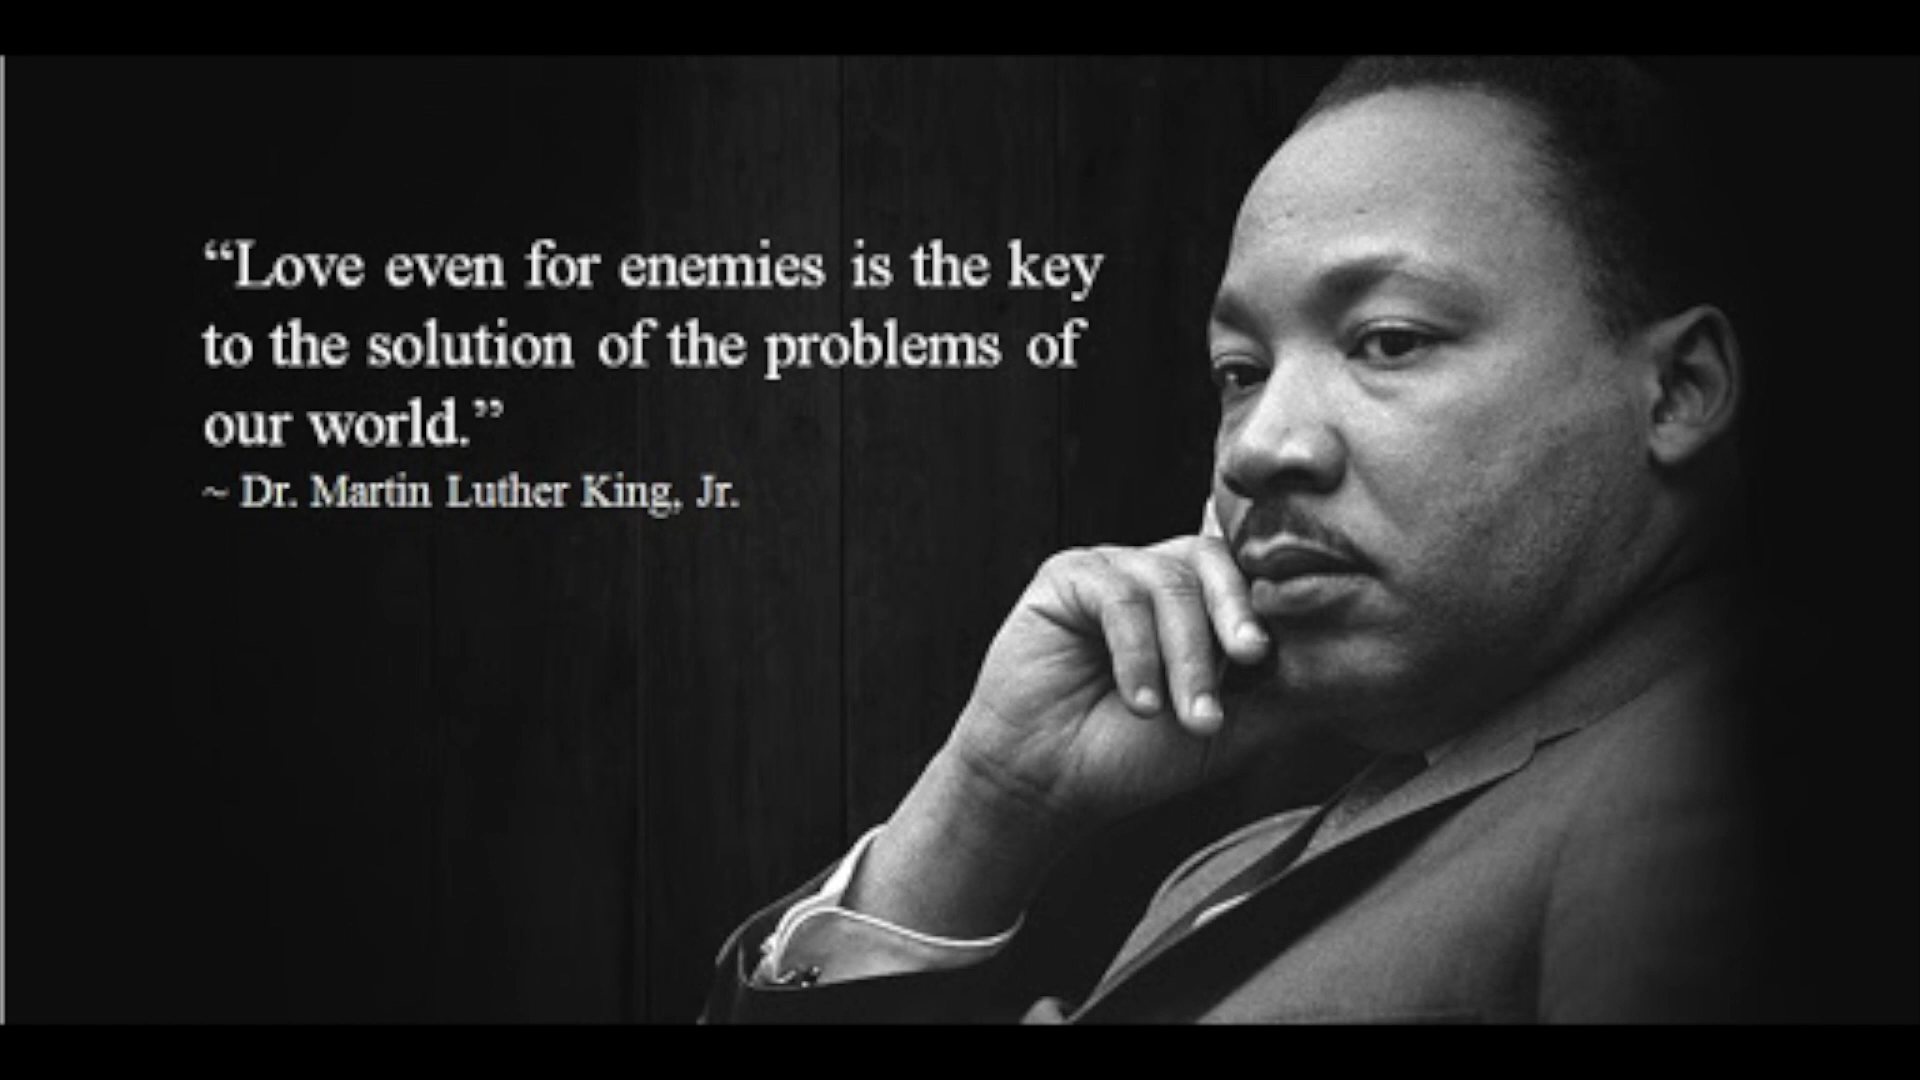 “Love even for enemies is the key
to the solution of the problems of
our world.”
~ Dr. Martin Luther King, Jr.